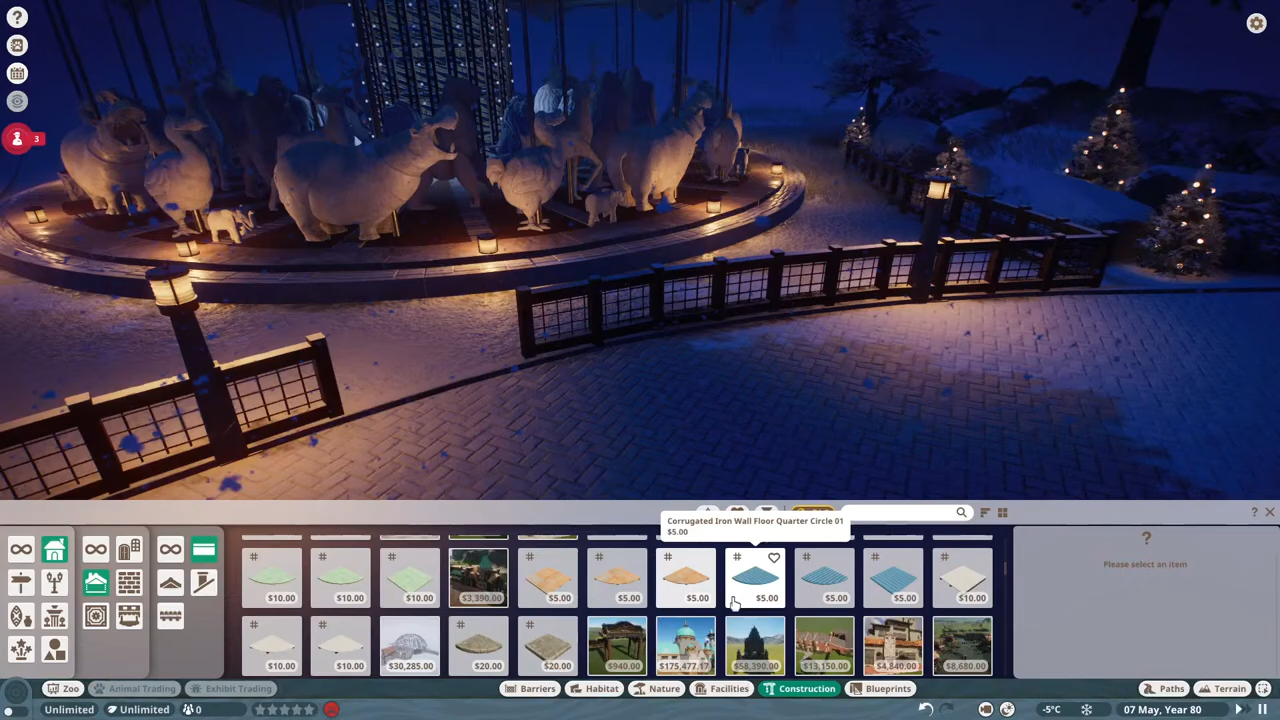 3
Corrugated Iron Wall Floor Quarter Circle 01
$5.00
$10.00 $10.00 $10.00 $3,390.00 $5.00 $5.00 $5.00 $5.00 $5.00 $5.00 $10.00
$10.00 $10.00 $30,285.00 $20.00 $20.00 $940.00 $175,477.17 $58,390.00 $13,150.00 $4,840.00 $8,680.00
Please select an item
Zoo Animal Trading Exhibit Trading Barriers Habitat Nature Facilities Construction Blueprints Paths Terrain
Unlimited Unlimited 0 -5°C 07 May, Year 80